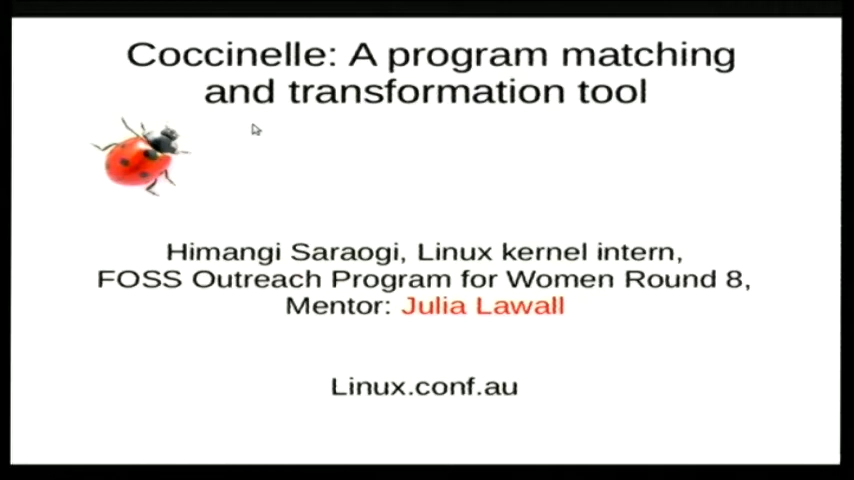 Coccinelle: A program matching
and transformation tool
Himangi Saraogi, Linux kernel intern,
FOSS Outreach Program for Women Round 8,
Mentor: Julia Lawall
Linux.conf.au